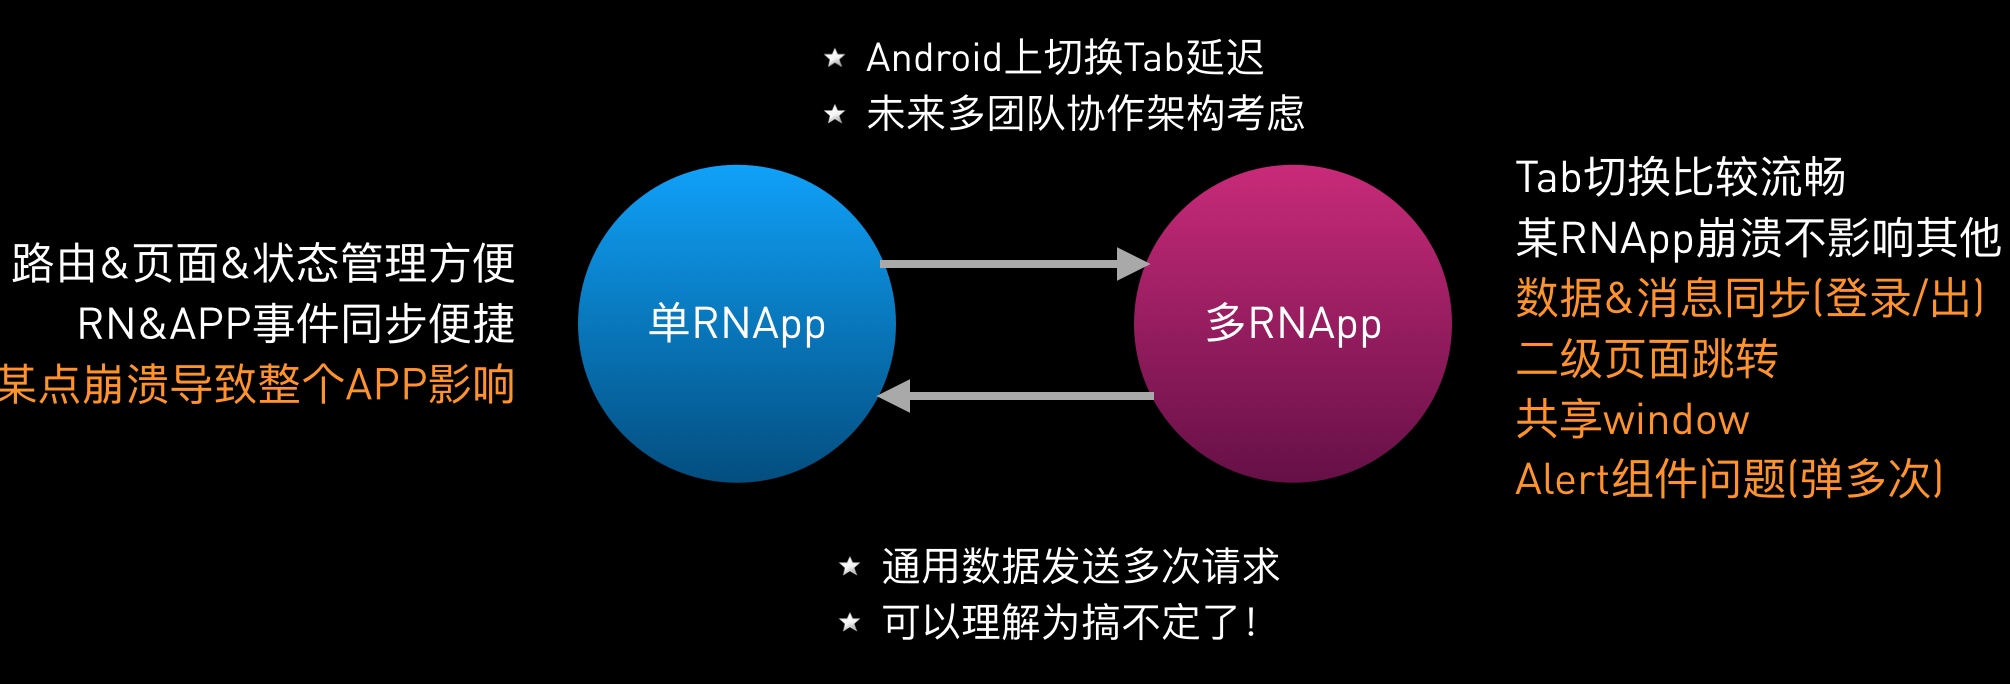 Android上切换Tab延迟
未来多团队协作架构考虑
路由&页面&状态管理方便
RN&APP事件同步便捷
某点崩溃导致整个APP影响
单RNApp
多RNApp
Tab切换比较流畅
某RNApp崩溃不影响其他
数据&消息同步(登录/出)
二级页面跳转
共享window
Alert组件问题(弹多次)
通用数据发送多次请求
可以理解为搞不定了!